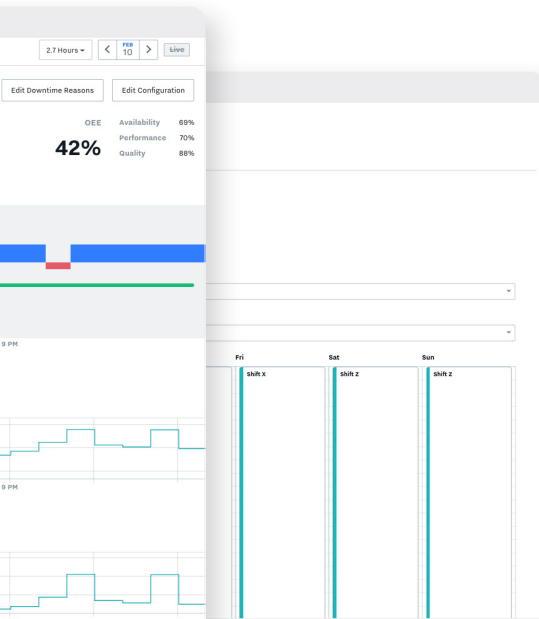 2.7 Hours
FEB
10
Live
Edit Downtime Reasons
Edit Configuration
OEE
42%
Availability 69%
Performance 70%
Quality 88%
9 PM
9 PM
Fri
Sat
Sun
Shift X
Shift Z
Shift Z